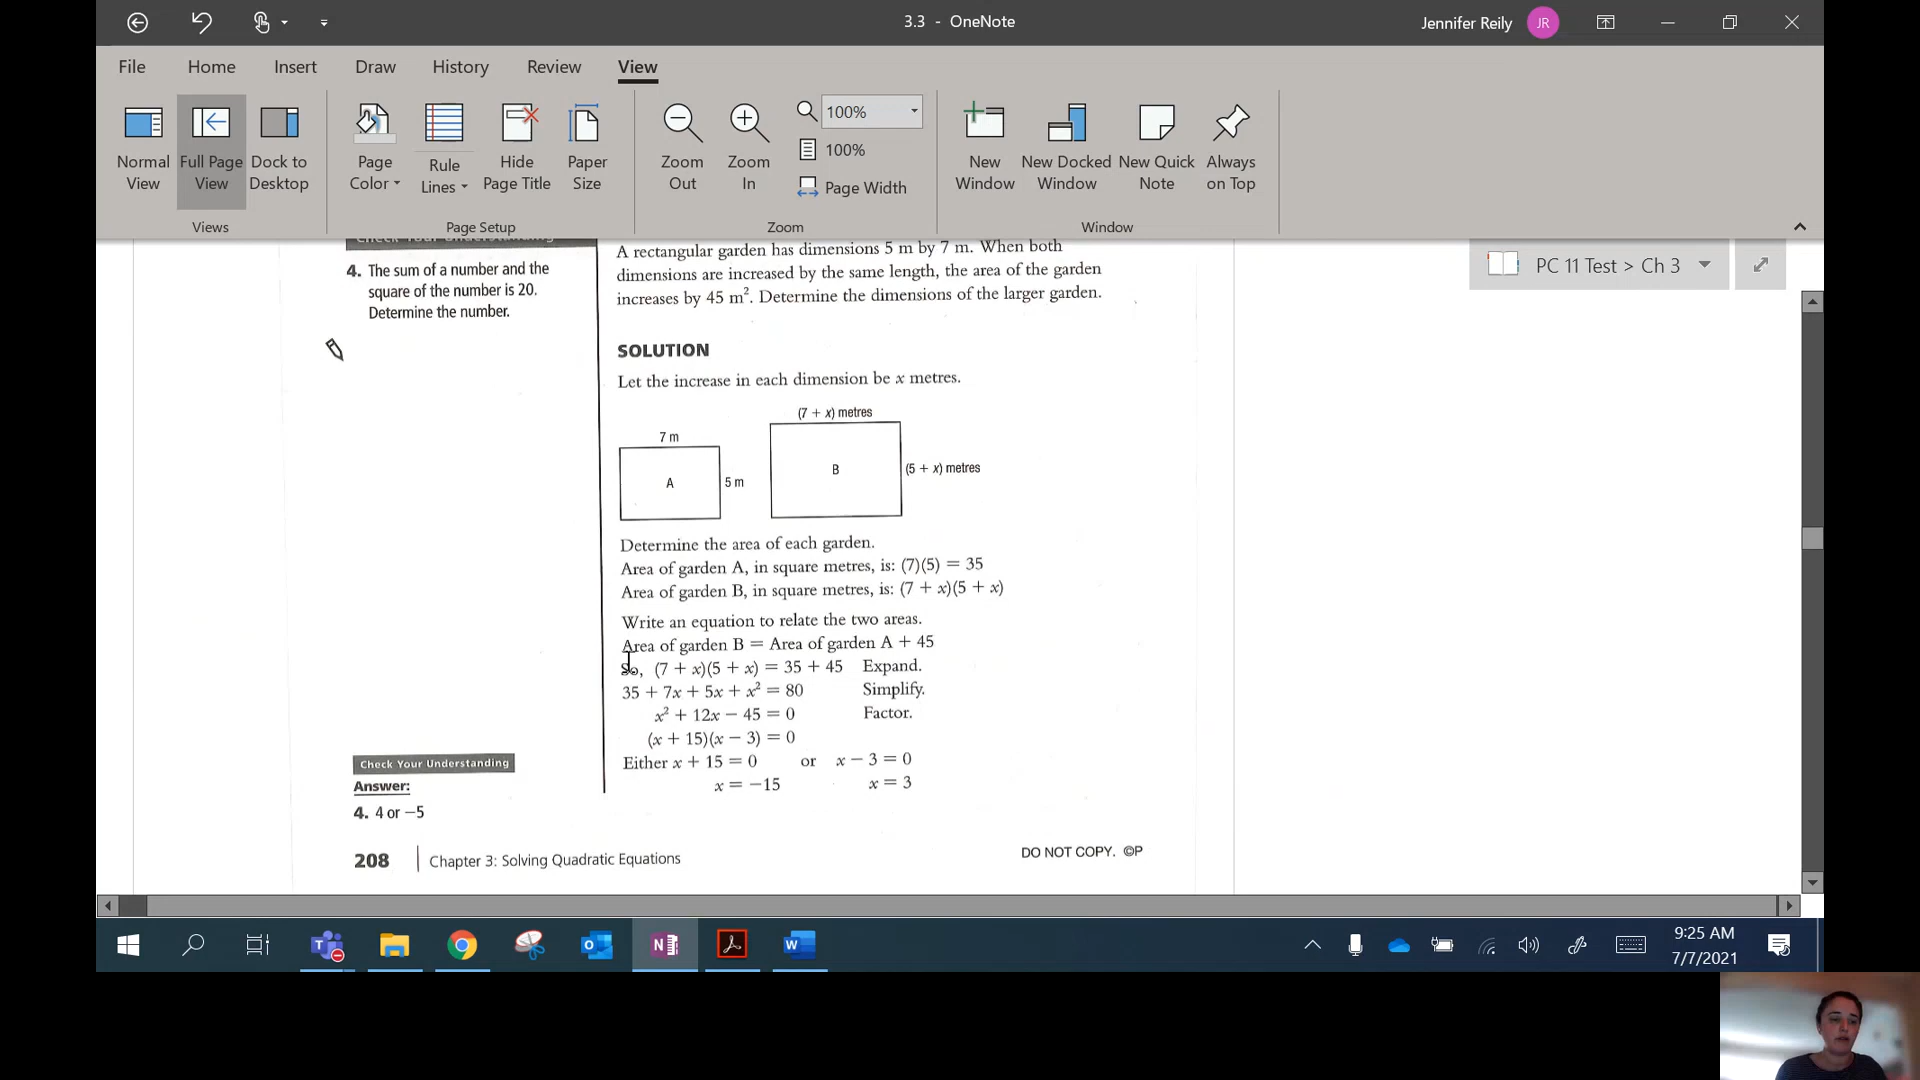 3.3 - OneNote
Jennifer Reily
JR
File
Home
Insert
Draw
History
Review
View
Normal View
Full Page View
Dock to Desktop
Page Color
Rule Lines
Hide Page Title
Paper Size
Zoom Out
Zoom In
100%
100%
Page Width
New Window
New Docked Window
New Quick Note
Always on Top
Views
Page Setup
Zoom
Window
PC 11 Test > Ch 3
Check Your Understanding
4. The sum of a number and the
square of the number is 20.
Determine the number.
A rectangular garden has dimensions 5 m by 7 m. When both
dimensions are increased by the same length, the area of the garden
increases by 45 m². Determine the dimensions of the larger garden.
SOLUTION
Let the increase in each dimension be x metres.
7 m
A
5 m
(7 + x) metres
B
(5 + x) metres
Determine the area of each garden.
Area of garden A, in square metres, is: (7)(5) = 35
Area of garden B, in square metres, is: (7 + x)(5 + x)
Write an equation to relate the two areas.
Area of garden B = Area of garden A + 45
So, (7 + x)(5 + x) = 35 + 45 Expand.
35 + 7x + 5x + x² = 80 Simplify.
x² + 12x − 45 = 0 Factor.
(x + 15)(x − 3) = 0
Either x + 15 = 0 or x − 3 = 0
x = −15 x = 3
Check Your Understanding
Answer:
4. 4 or −5
208 Chapter 3: Solving Quadratic Equations
DO NOT COPY. ©P
9:25 AM
7/7/2021